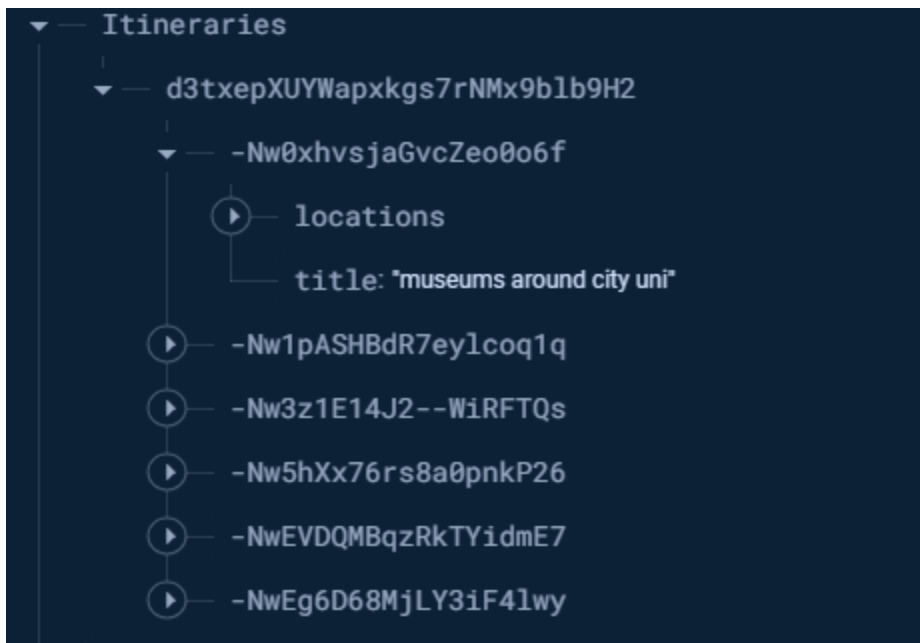 Itineraries
d3txepXUYWapxkgs7rNMx9blb9H2
-Nw0xhvsjaGvcZeo0o6f
locations
title: "museums around city uni"
-Nw1pASHBdR7eylcoq1q
-Nw3z1E14J2--WiRFTQs
-Nw5hXx76rs8a0pnkP26
-NwEVDQMBqzRkTYidmE7
-NwEg6D68MjLY3iF4lwy